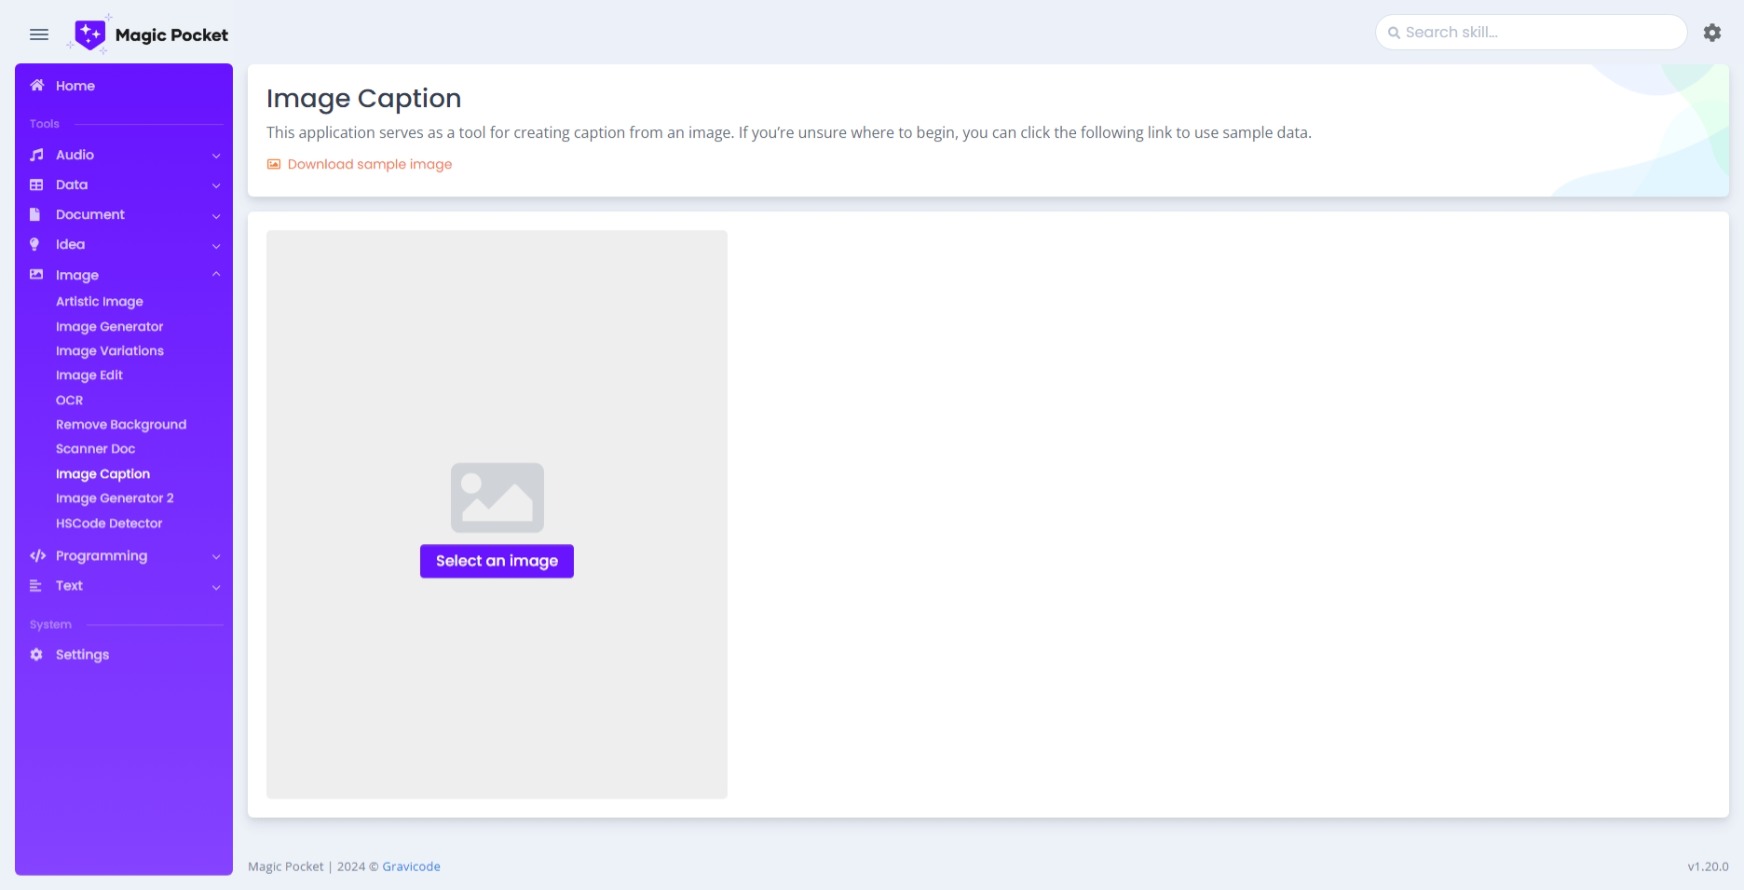 Magic Pocket
Search skill...
Home
Tools
Audio
Data
Document
Idea
Image
Artistic Image
Image Generator
Image Variations
Image Edit
OCR
Remove Background
Scanner Doc
Image Caption
Image Generator 2
HSCode Detector
Programming
Text
System
Settings
Image Caption
This application serves as a tool for creating caption from an image. If you're unsure where to begin, you can click the following link to use sample data.
Download sample image
Select an image
Magic Pocket | 2024 © Gravicode
v1.20.0